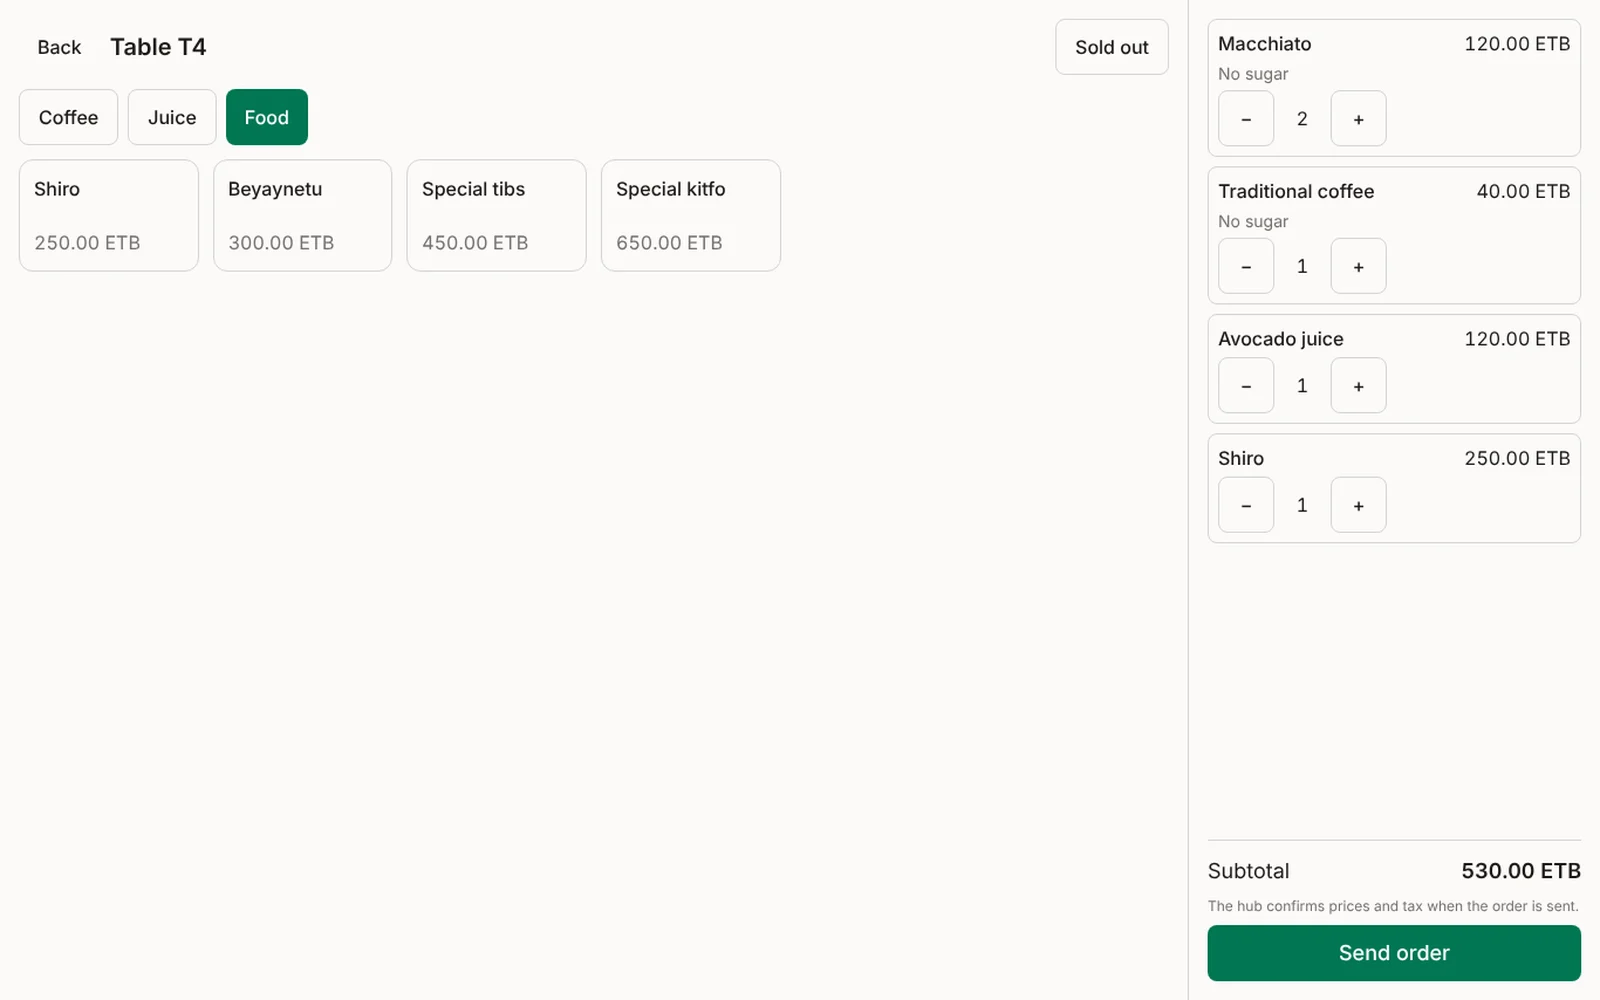 Back Table T4 Sold out
Coffee Juice Food
Shiro Beyaynetu Special tibs Special kitfo
250.00 ETB 300.00 ETB 450.00 ETB 650.00 ETB
Macchiato 120.00 ETB
No sugar
− 2 +
Traditional coffee 40.00 ETB
No sugar
− 1 +
Avocado juice 120.00 ETB
− 1 +
Shiro 250.00 ETB
− 1 +
Subtotal 530.00 ETB
The hub confirms prices and tax when the order is sent.
Send order